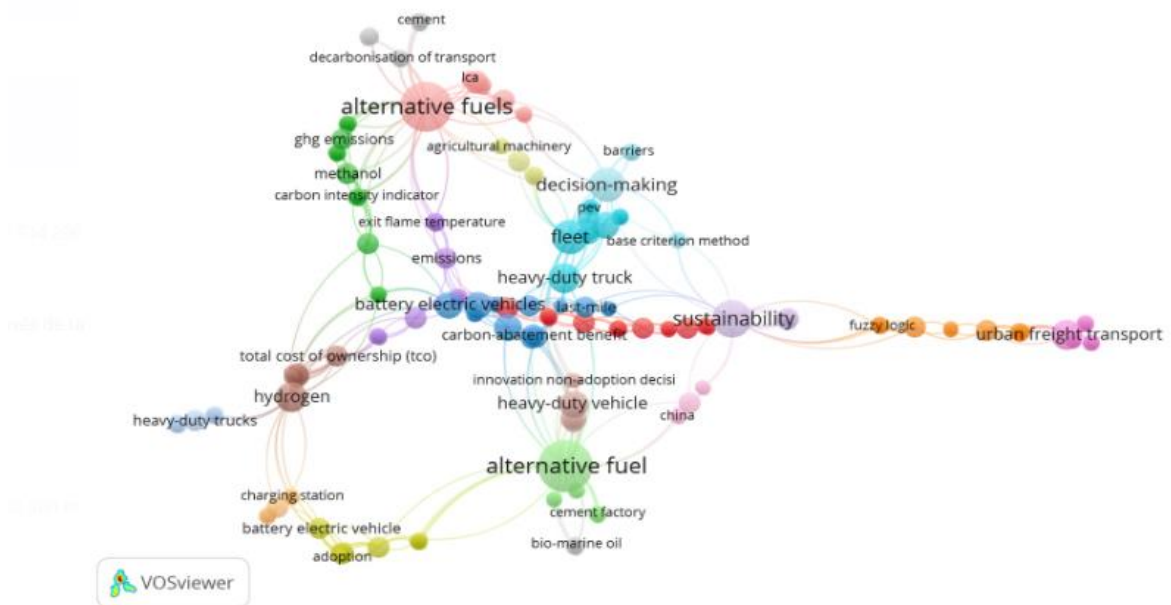 cement
decarbonisation of transport
lca
alternative fuels
ghg emissions
agricultural machinery
barriers
methanol
decision-making
carbon intensity indicator
pev
exit flame temperature
fleet
base criterion method
emissions
heavy-duty truck
battery electric vehicles
last-mile
sustainability
fuzzy logic
urban freight transport
carbon-abatement benefit
total cost of ownership (tco)
innovation non-adoption decisi
hydrogen
heavy-duty vehicle
heavy-duty trucks
china
alternative fuel
charging station
cement factory
battery electric vehicle
bio-marine oil
adoption
VOSviewer